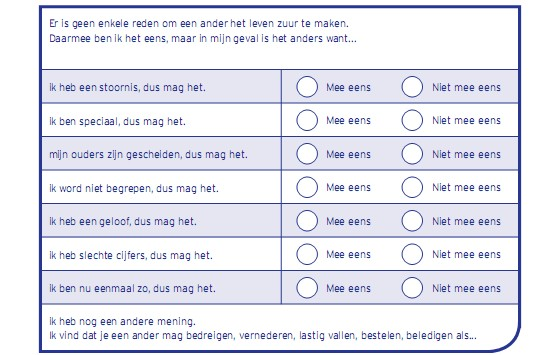 Er is geen enkele reden om een ander het leven zuur te maken.
Daarmee ben ik het eens, maar in mijn geval is het anders want...
ik heb een stoornis, dus mag het. Mee eens Niet mee eens
ik ben speciaal, dus mag het. Mee eens Niet mee eens
mijn ouders zijn gescheiden, dus mag het. Mee eens Niet mee eens
ik word niet begrepen, dus mag het. Mee eens Niet mee eens
ik heb een geloof, dus mag het. Mee eens Niet mee eens
ik heb slechte cijfers, dus mag het. Mee eens Niet mee eens
ik ben nu eenmaal zo, dus mag het. Mee eens Niet mee eens
ik heb nog een andere mening.
Ik vind dat je een ander mag bedreigen, vernederen, lastig vallen, bestelen, beledigen als...